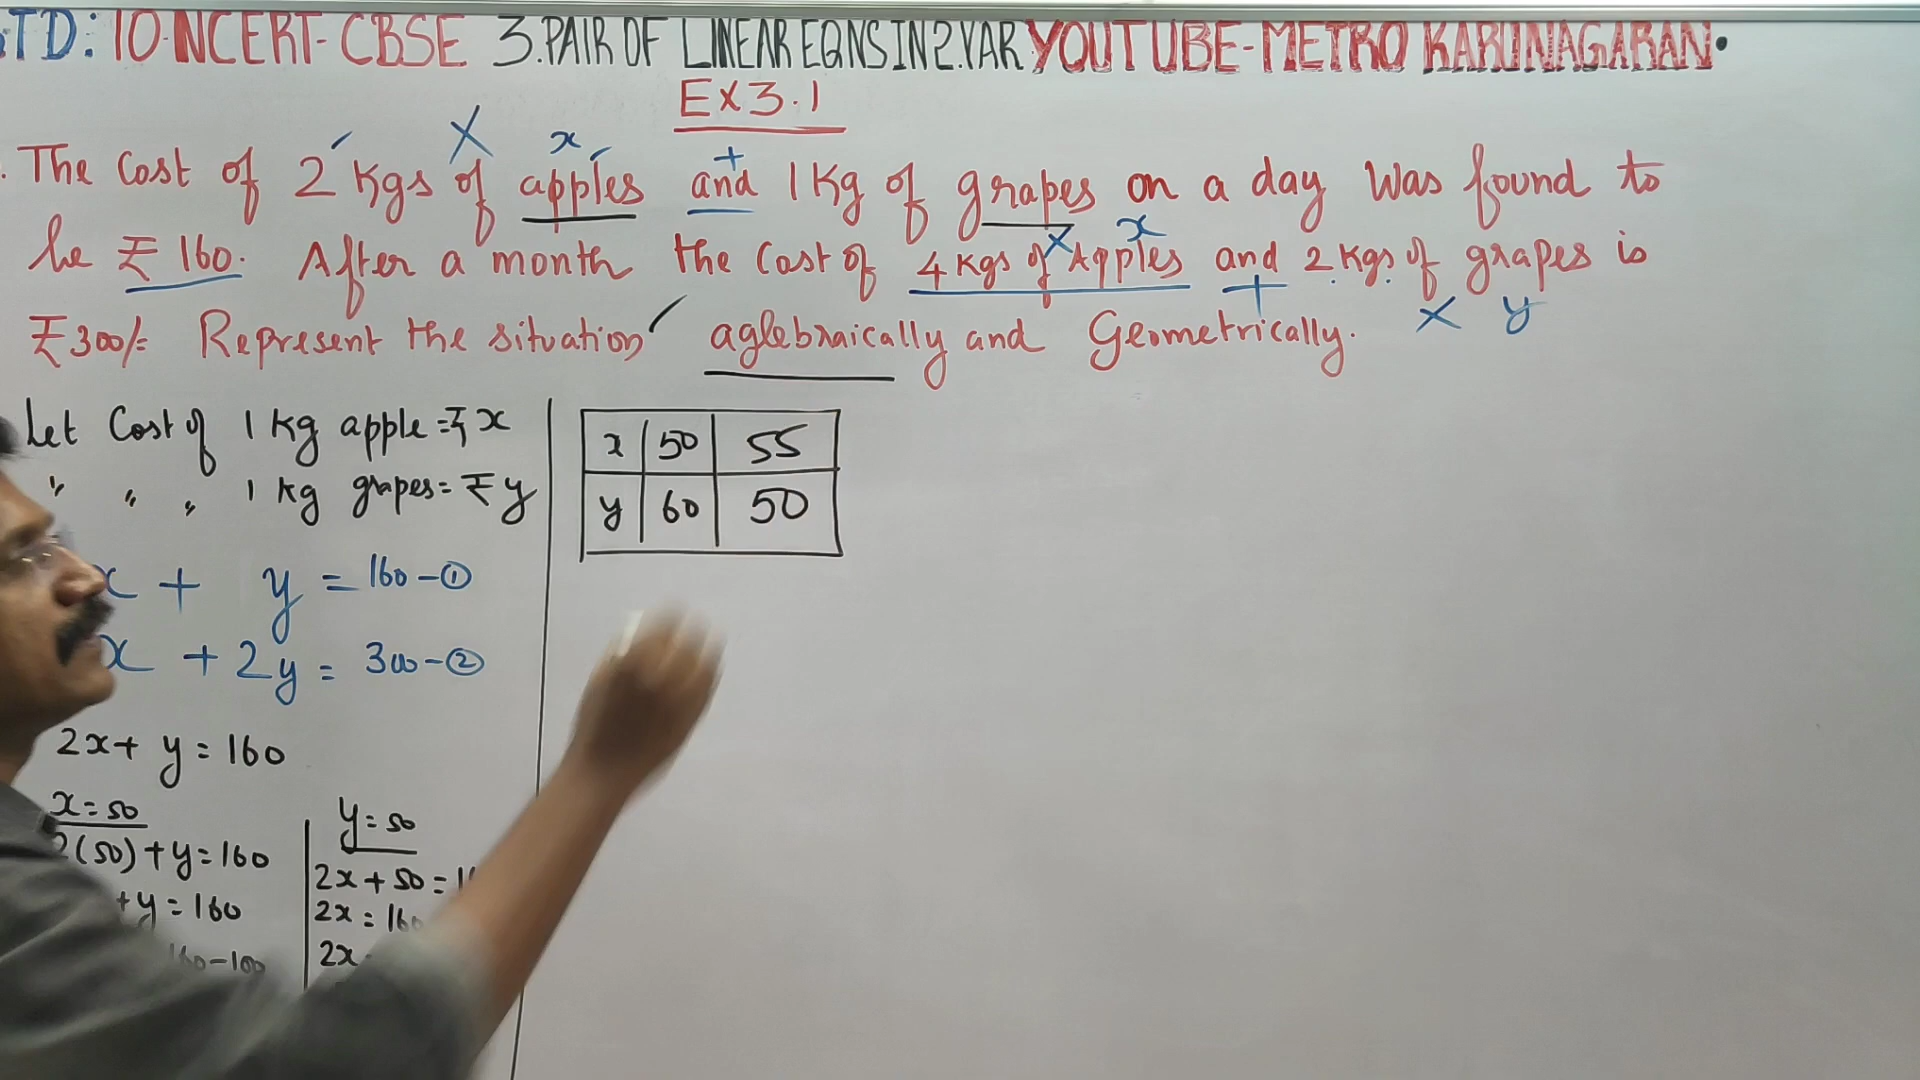 TD: 10-NCERT-CBSE 3.PAIR OF LINEAR EQNS IN 2.VAR YOUTUBE-METRO KARUNAGARAN.
EX 3.1
X x +
. The Cost of 2 Kgs of apples and 1 Kg of grapes on a day Was found to
X x
be ₹ 160. After a month the Cost of 4 Kgs of Apples and 2 Kgs of grapes is
+ X y
₹300/= Represent the situation aglebraically and Geometrically.
Let Cost of 1 Kg apple = ₹ x
" " " 1 Kg grapes = ₹ y
x 50 55
y 60 50
x + y = 160 - ①
x + 2y = 300 - ②
2x + y = 160
x = 50
2(50) + y = 160
+ y = 160
160 - 100
y = 50
2x + 50 =
2x = 160
2x